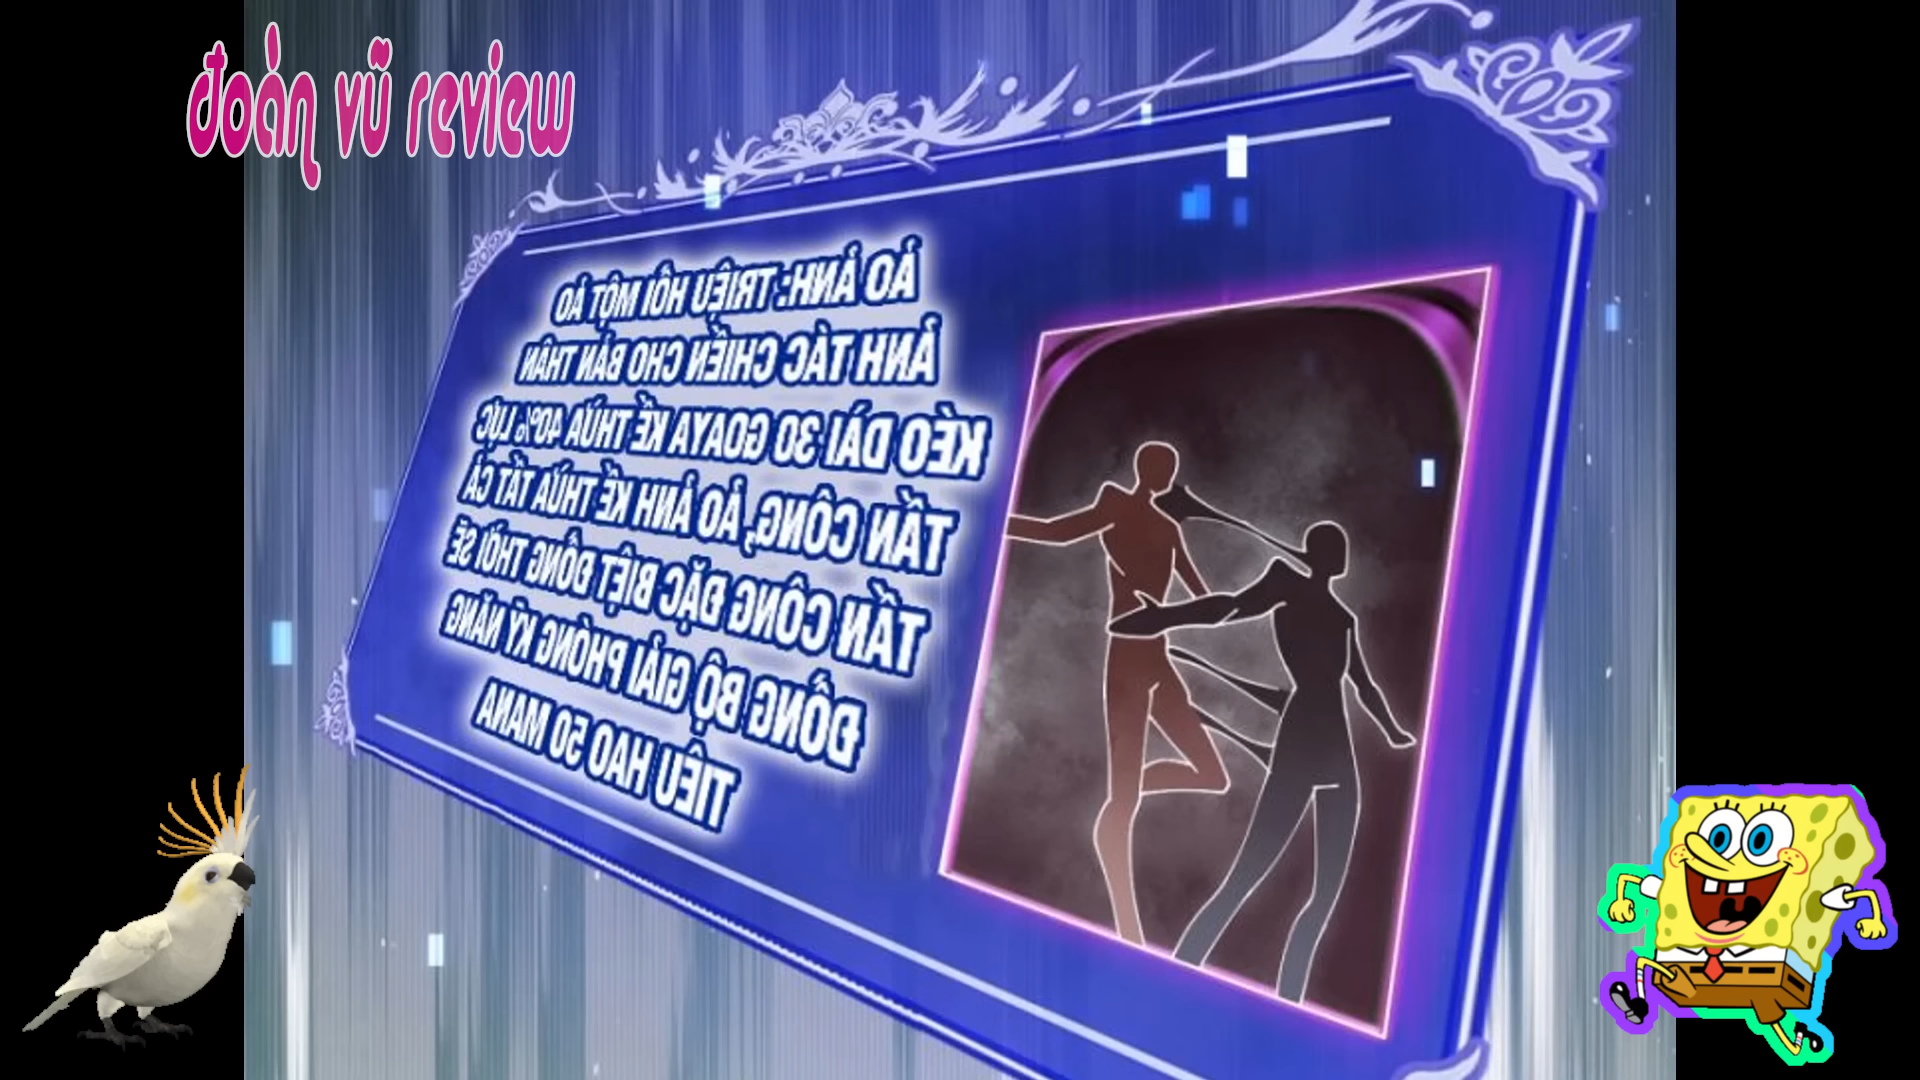 đoàn vũ review
ẢO ẢNH: TRIỆU HỒI MỘT ẢO
ẢNH TÁC CHIẾN CHO BẢN THÂN
KÉO DÀI 30 GOAYA KẾ THỪA 40% LỰC
TẤN CÔNG, ẢO ẢNH KẾ THỪA TẤT CẢ
TẤN CÔNG ĐẶC BIỆT ĐỒNG THỜI SẼ
ĐỒNG BỘ GIẢI PHÓNG KỸ NĂNG
TIÊU HAO 50 MANA